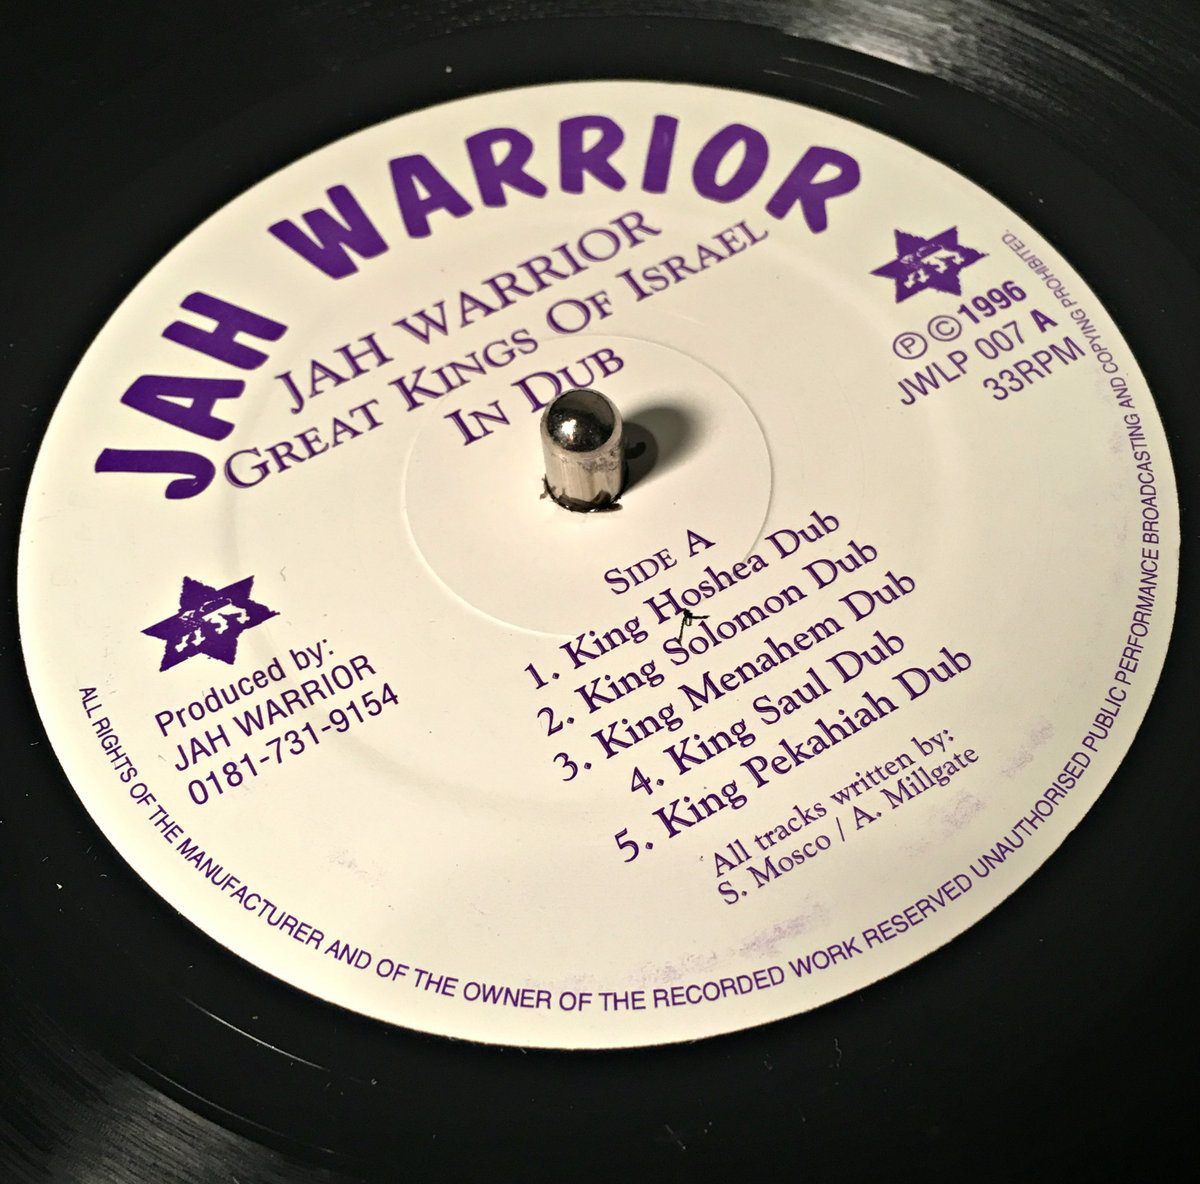 JAH WARRIOR
JAH WARRIOR
GREAT KINGS OF ISRAEL
IN DUB
Ⓟ©1996
JWLP 007 A
33RPM
SIDE A
1. King Hoshea Dub
2. King Solomon Dub
3. King Menahem Dub
4. King Saul Dub
5. King Pekahiah Dub
All tracks written by:
S. Mosco / A. Millgate
Produced by:
JAH WARRIOR
0181-731-9154
ALL RIGHTS OF THE MANUFACTURER AND OF THE OWNER OF THE RECORDED WORK RESERVED UNAUTHORISED PUBLIC PERFORMANCE BROADCASTING AND COPYING PROHIBITED.